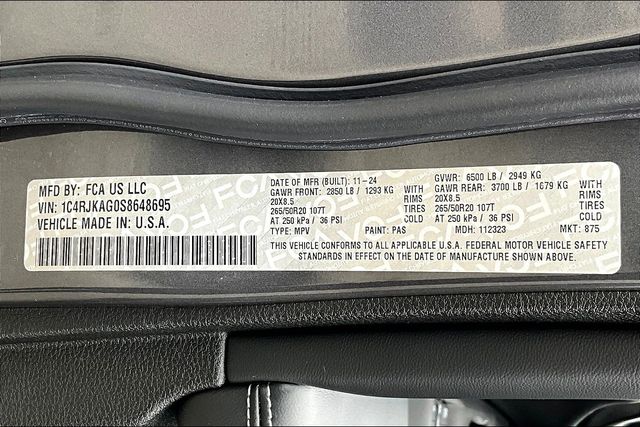 MFD BY: FCA US LLC
VIN: 1C4RJKAG0S8648695
VEHICLE MADE IN: U.S.A.
DATE OF MFR (BUILT): 11-24
GAWR FRONT: 2850 LB / 1293 KG WITH
20X8.5 RIMS
265/50R20 107T TIRES
AT 250 kPa / 36 PSI COLD
TYPE: MPV PAINT: PAS
GVWR: 6500 LB / 2949 KG
GAWR REAR: 3700 LB / 1679 KG WITH
20X8.5 RIMS
265/50R20 107T TIRES
AT 250 kPa / 36 PSI COLD
MDH: 112323 MKT: 875
THIS VEHICLE CONFORMS TO ALL APPLICABLE U.S.A. FEDERAL MOTOR VEHICLE SAFETY
STANDARDS IN EFFECT ON THE DATE OF MANUFACTURE SHOWN ABOVE.